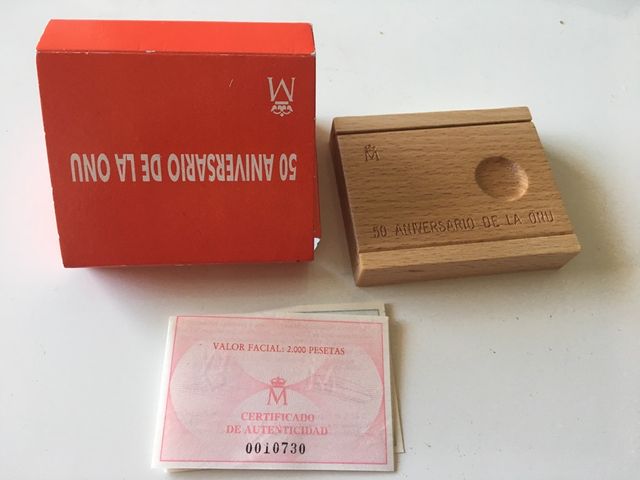 50 ANIVERSARIO DE LA ONU
M
M
50 ANIVERSARIO DE LA ONU
VALOR FACIAL: 2.000 PESETAS
M
CERTIFICADO
DE AUTENTICIDAD
0010730